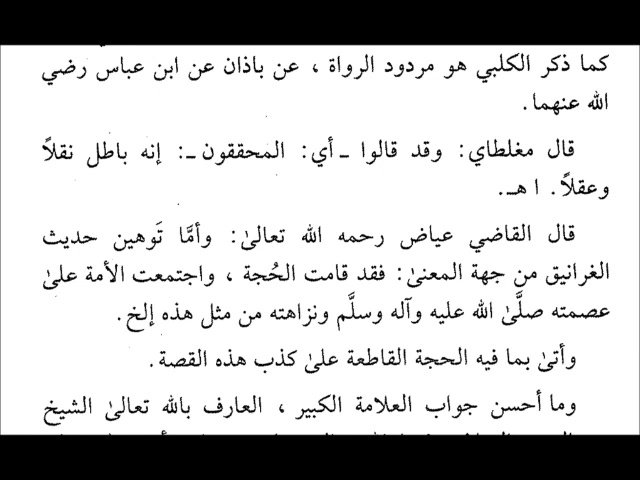 كما ذكر الكلبي هو مردود الرواة ، عن باذان عن ابن عباس رضي
الله عنهما .
قال مغلطاي: وقد قالوا ـ أي: المحققون ـ: إنه باطل نقلاً
وعقلاً. ا هـ.
قال القاضي عياض رحمه الله تعالىٰ: وأمَّا تَوهين حديث
الغرانيق من جهة المعنىٰ: فقد قامت الحُجة ، واجتمعت الأمة علىٰ
عصمته صلَّىٰ الله عليه وآله وسلَّم ونزاهته من مثل هذه إلخ .
وأتىٰ بما فيه الحجة القاطعة علىٰ كذب هذه القصة .
وما أحسن جواب العلامة الكبير ، العارف بالله تعالىٰ الشيخ